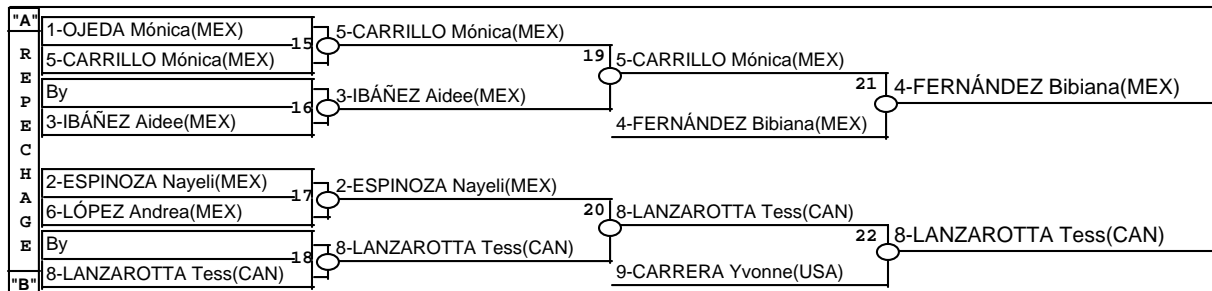 "A"
REPECHAGE
"B"
1-OJEDA Mónica(MEX)
15
5-CARRILLO Mónica(MEX)
5-CARRILLO Mónica(MEX)
By
16
3-IBÁÑEZ Aidee(MEX)
3-IBÁÑEZ Aidee(MEX)
19
5-CARRILLO Mónica(MEX)
4-FERNÁNDEZ Bibiana(MEX)
21
4-FERNÁNDEZ Bibiana(MEX)
2-ESPINOZA Nayeli(MEX)
17
6-LÓPEZ Andrea(MEX)
2-ESPINOZA Nayeli(MEX)
By
18
8-LANZAROTTA Tess(CAN)
8-LANZAROTTA Tess(CAN)
20
8-LANZAROTTA Tess(CAN)
9-CARRERA Yvonne(USA)
22
8-LANZAROTTA Tess(CAN)